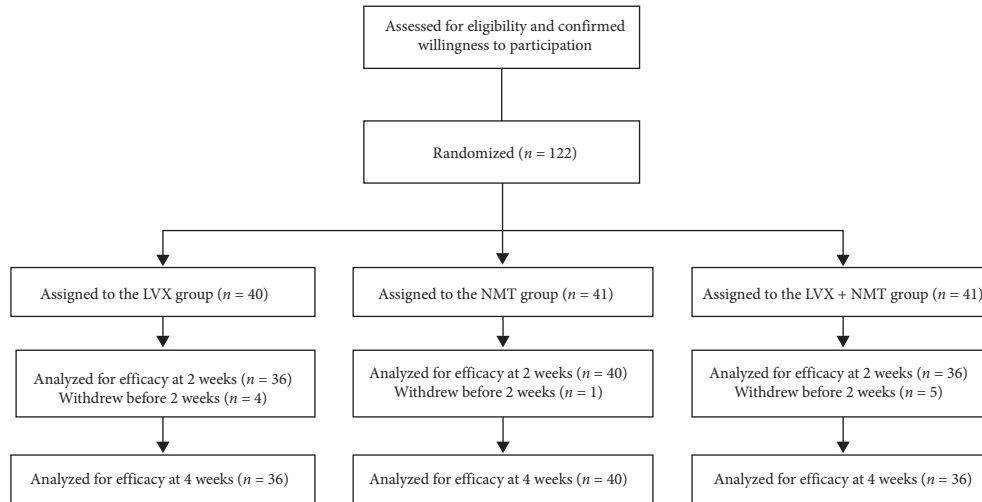 Assessed for eligibility and confirmed
willingness to participation
Randomized (n = 122)
Assigned to the LVX group (n = 40)
Assigned to the NMT group (n = 41)
Assigned to the LVX + NMT group (n = 41)
Analyzed for efficacy at 2 weeks (n = 36)
Withdrew before 2 weeks (n = 4)
Analyzed for efficacy at 2 weeks (n = 40)
Withdrew before 2 weeks (n = 1)
Analyzed for efficacy at 2 weeks (n = 36)
Withdrew before 2 weeks (n = 5)
Analyzed for efficacy at 4 weeks (n = 36)
Analyzed for efficacy at 4 weeks (n = 40)
Analyzed for efficacy at 4 weeks (n = 36)